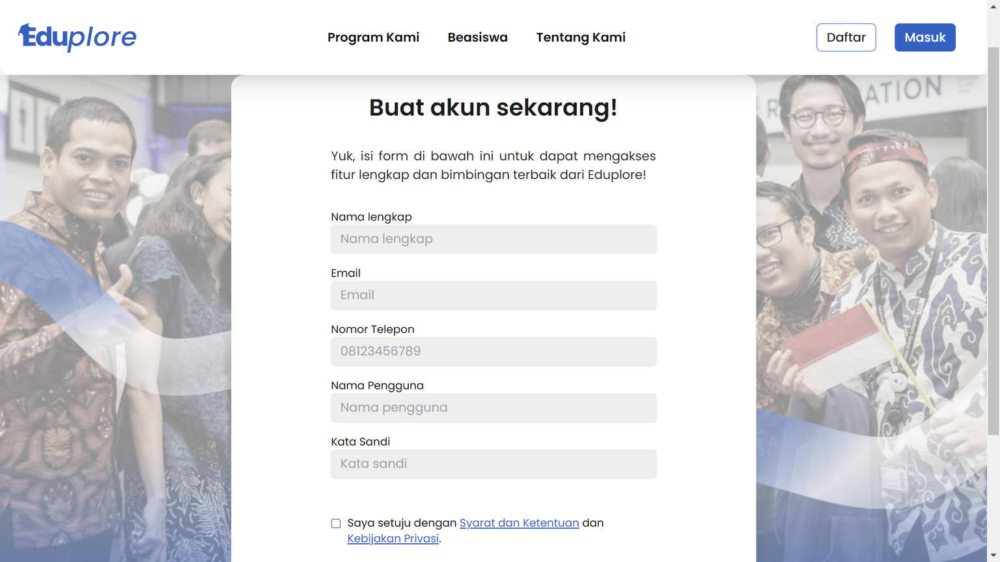 Eduplore
Program Kami
Beasiswa
Tentang Kami
Daftar
Masuk
R
ATION
Buat akun sekarang!
Yuk, isi form di bawah ini untuk dapat mengakses
fitur lengkap dan bimbingan terbaik dari Eduplore!
Nama lengkap
Nama lengkap
Email
Email
Nomor Telepon
08123456789
Nama Pengguna
Nama pengguna
Kata Sandi
Kata sandi
Saya setuju dengan Syarat dan Ketentuan dan
Kebijakan Privasi.